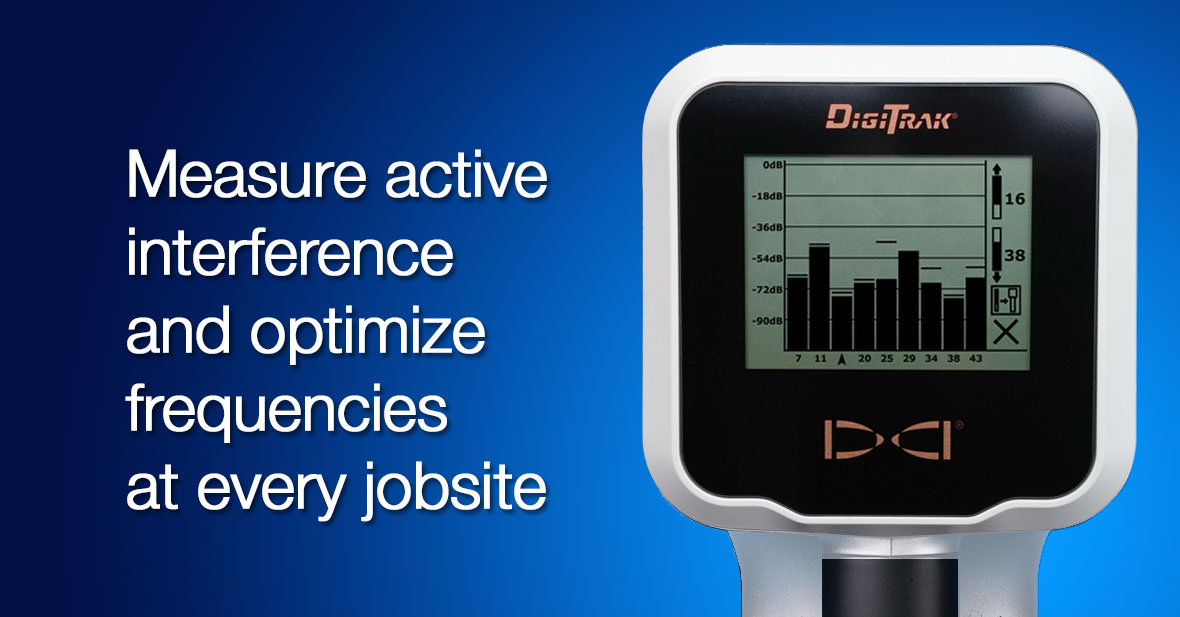 Measure active
interference
and optimize
frequencies
at every jobsite
DIGITRAK®
0dB
-18dB
-36dB
-54dB
-72dB
-90dB
16
38
7 11 20 25 29 34 38 43
DCI®